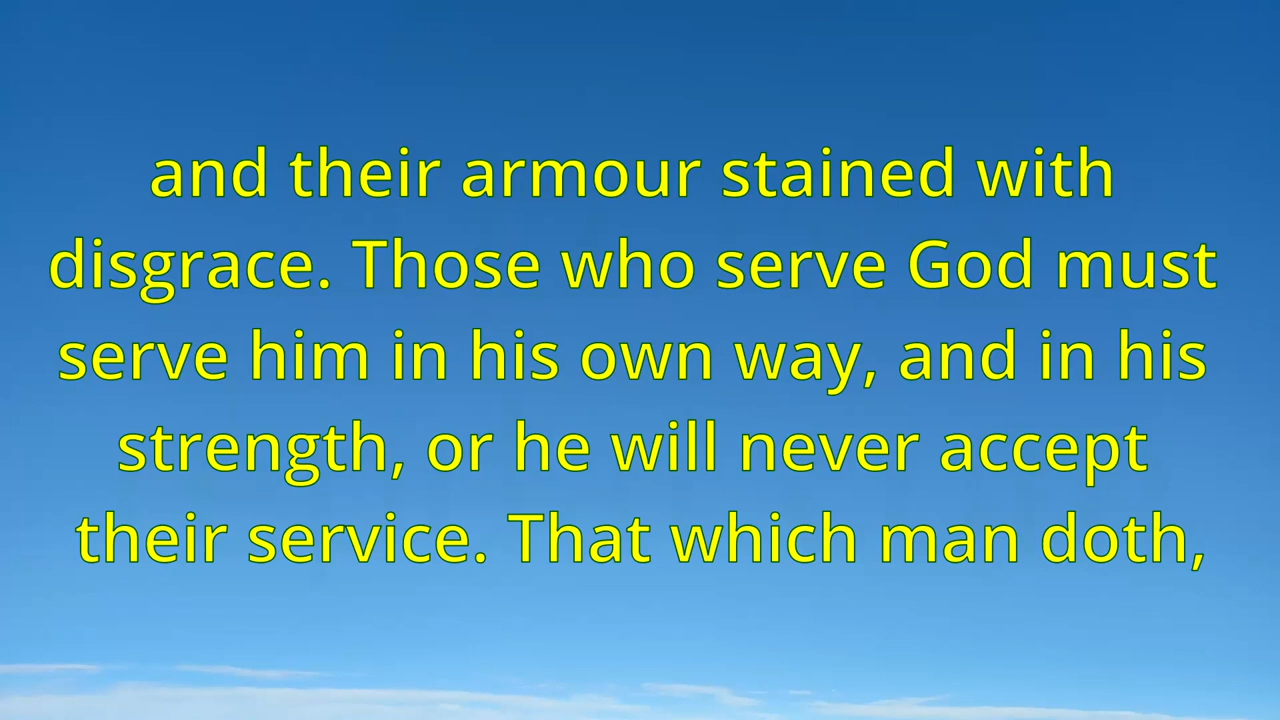 and their armour stained with
disgrace. Those who serve God must
serve him in his own way, and in his
strength, or he will never accept
their service. That which man doth,